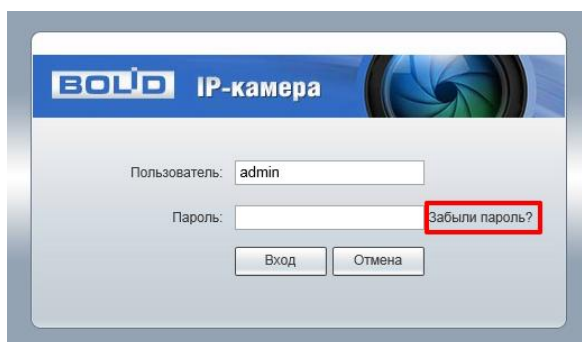 BOLID IP-камера
Пользователь: admin
Пароль: Забыли пароль?
Вход Отмена